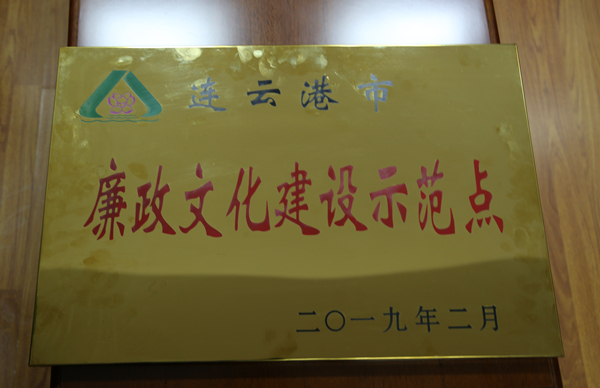 连云港市
廉政文化建设示范点
二〇一九年二月